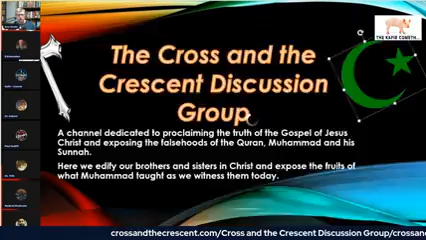 THE KAFIR COMETH...
The Cross and the
Crescent Discussion
Group
A channel dedicated to proclaiming the truth of the Gospel of Jesus
Christ and exposing the falsehoods of the Quran, Muhammad and his
Sunnah.
Here we edify our brothers and sisters in Christ and expose the fruits of
what Muhammad taught as we witness them today.
crossandthecrescent.com/Cross and the Crescent Discussion Group/crossan